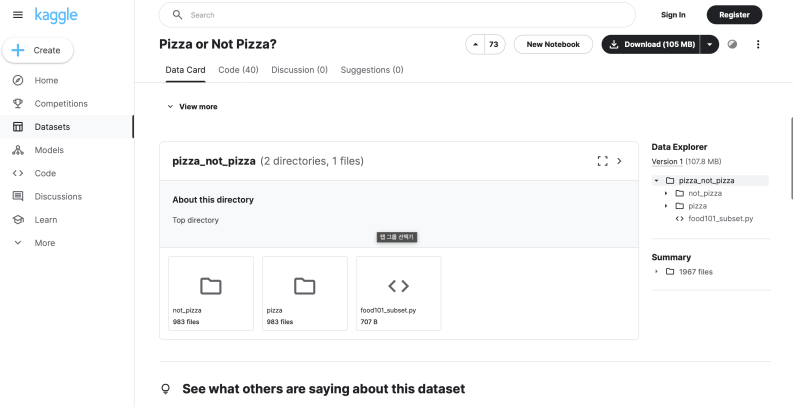 kaggle
Search
Sign In
Register
Create
Home
Competitions
Datasets
Models
Code
Discussions
Learn
More
Pizza or Not Pizza?
73
New Notebook
Download (105 MB)
Data Card
Code (40)
Discussion (0)
Suggestions (0)
View more
pizza_not_pizza (2 directories, 1 files)
About this directory
Top directory
탭 그룹 선택기
not_pizza
983 files
pizza
983 files
food101_subset.py
707 B
Data Explorer
Version 1 (107.8 MB)
pizza_not_pizza
not_pizza
pizza
food101_subset.py
Summary
1967 files
See what others are saying about this dataset